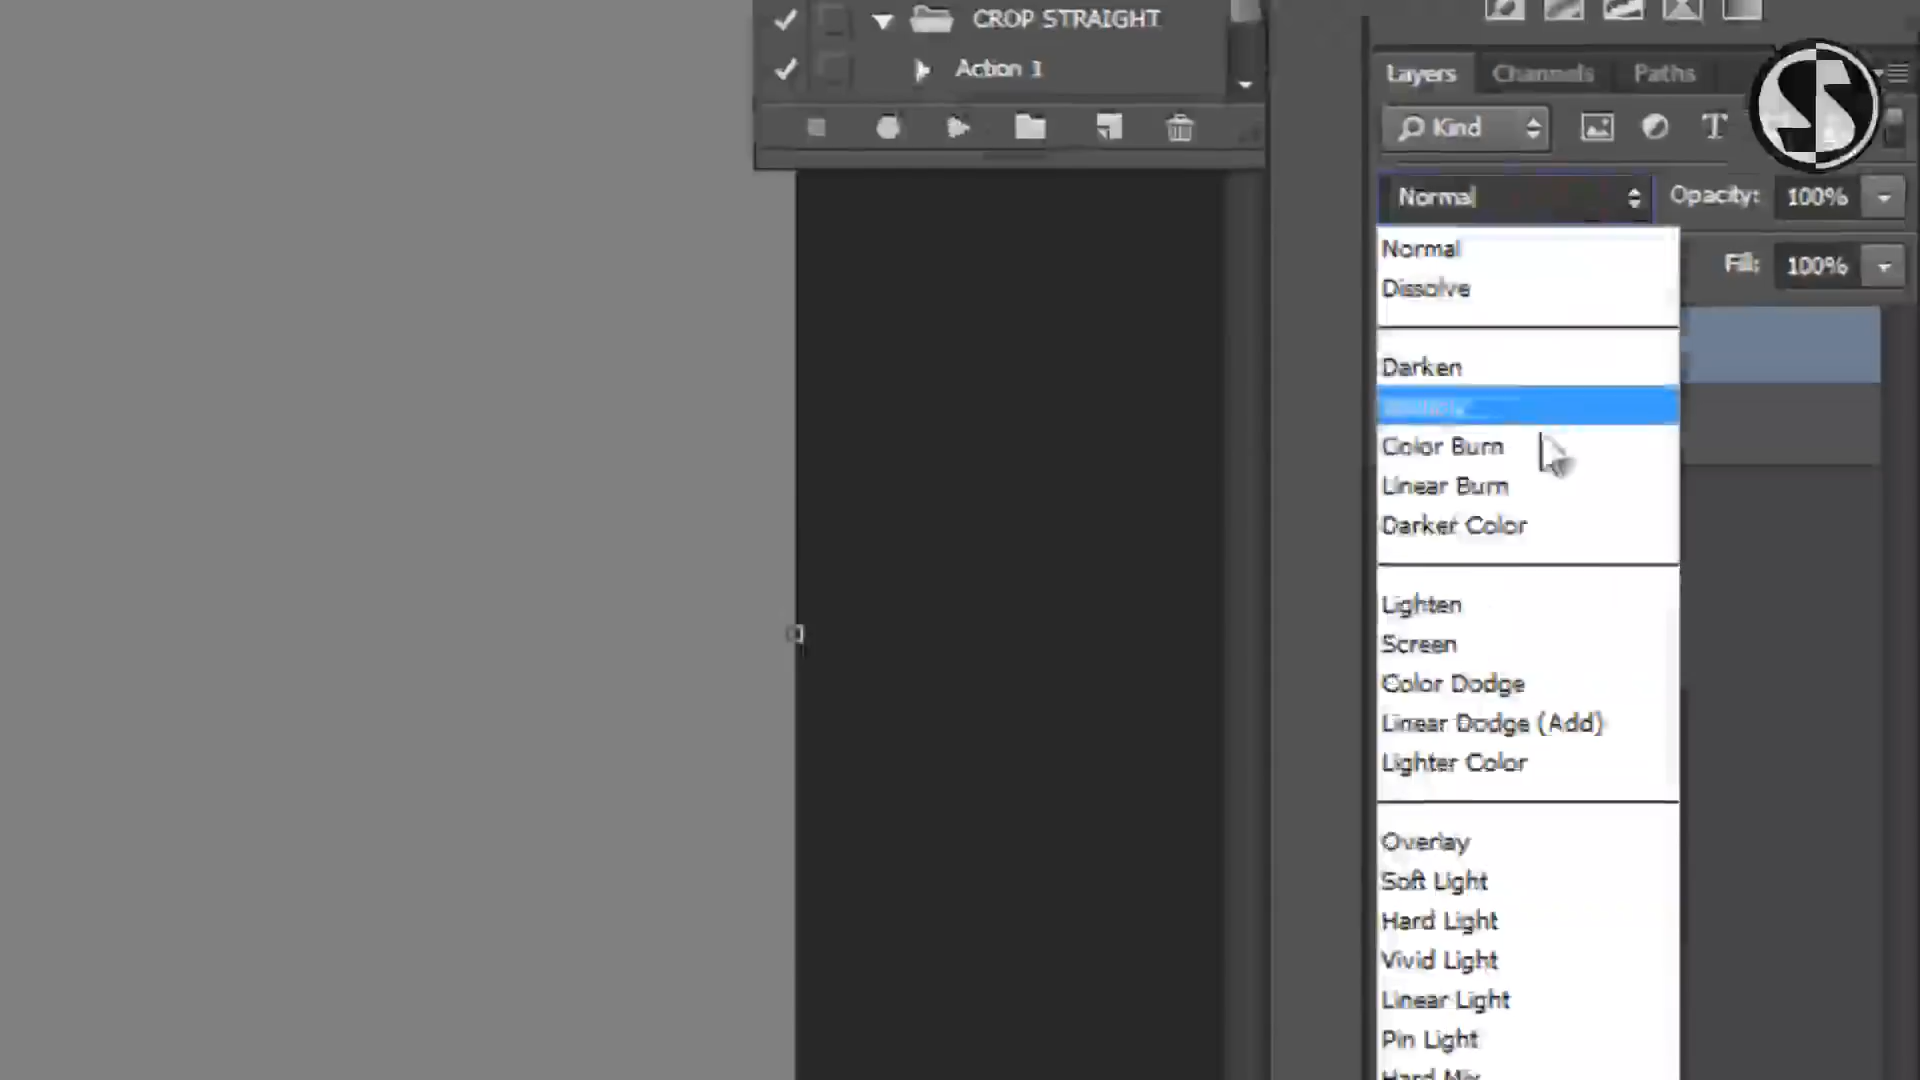 CROP STRAIGHT
Action 1
Layers Channels Paths
Kind
Normal Opacity: 100%
Fill: 100%
Normal
Dissolve
Darken
Color Burn
Linear Burn
Darker Color
Lighten
Screen
Color Dodge
Linear Dodge (Add)
Lighter Color
Overlay
Soft Light
Hard Light
Vivid Light
Linear Light
Pin Light
Hard Mix